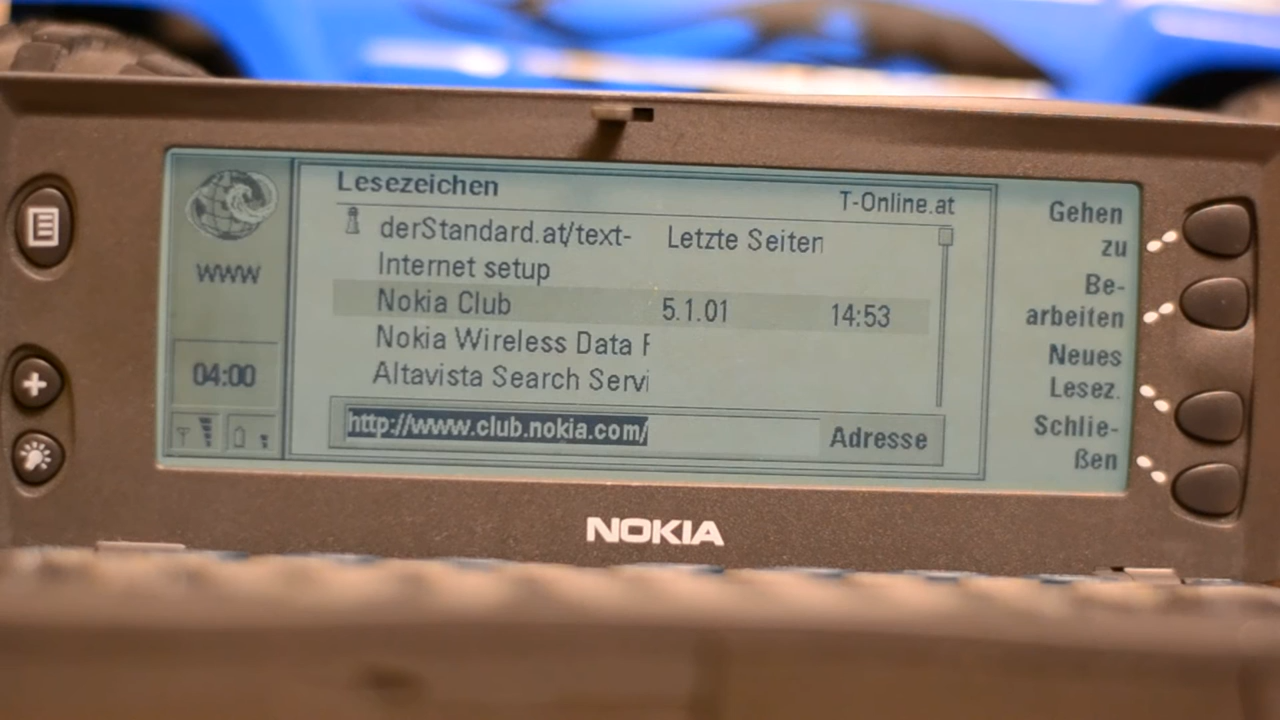 Lesezeichen
T-Online.at
derStandard.at/text- Letzte Seiten
Internet setup
Nokia Club 5.1.01 14:53
Nokia Wireless Data F
Altavista Search Servi
http://www.club.nokia.com/ Adresse
WWW
04:00
Gehen
zu
Be-
arbeiten
Neues
Lesez.
Schlie-
ßen
NOKIA